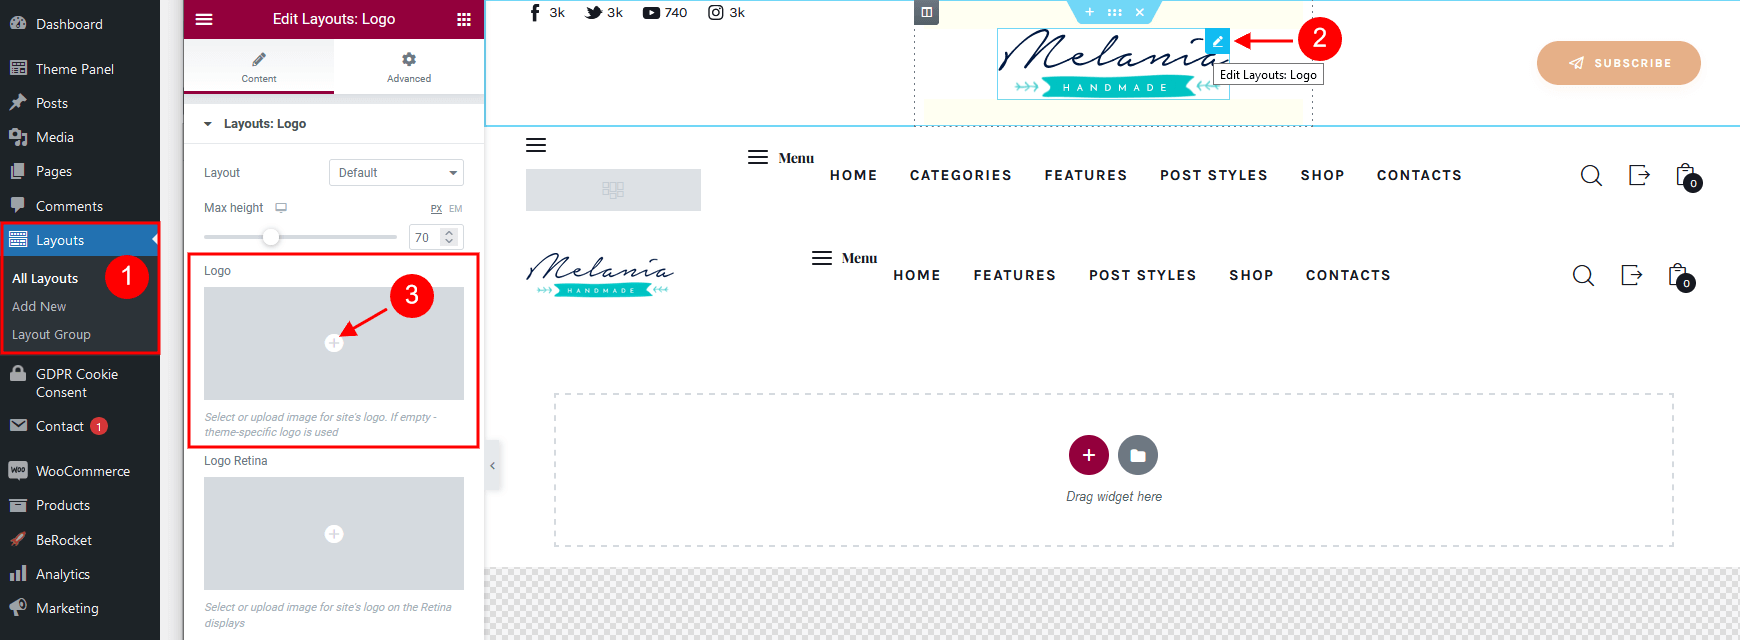 Dashboard
Theme Panel
Posts
Media
Pages
Comments
Layouts
All Layouts
1
Add New
Layout Group
GDPR Cookie
Consent
Contact 1
WOO WooCommerce
Products
BeRocket
Analytics
Marketing
Edit Layouts: Logo
Content
Advanced
Layouts: Logo
Layout
Default
Max height
PX EM
70
Logo
3
Select or upload image for site's logo. If empty -
theme-specific logo is used
Logo Retina
Select or upload image for site's logo on the Retina
displays
3k 3k 740 3k
Melania
HANDMADE
2
Edit Layouts: Logo
SUBSCRIBE
Menu
HOME CATEGORIES FEATURES POST STYLES SHOP CONTACTS
0
Melania
HANDMADE
Menu
HOME FEATURES POST STYLES SHOP CONTACTS
0
Drag widget here